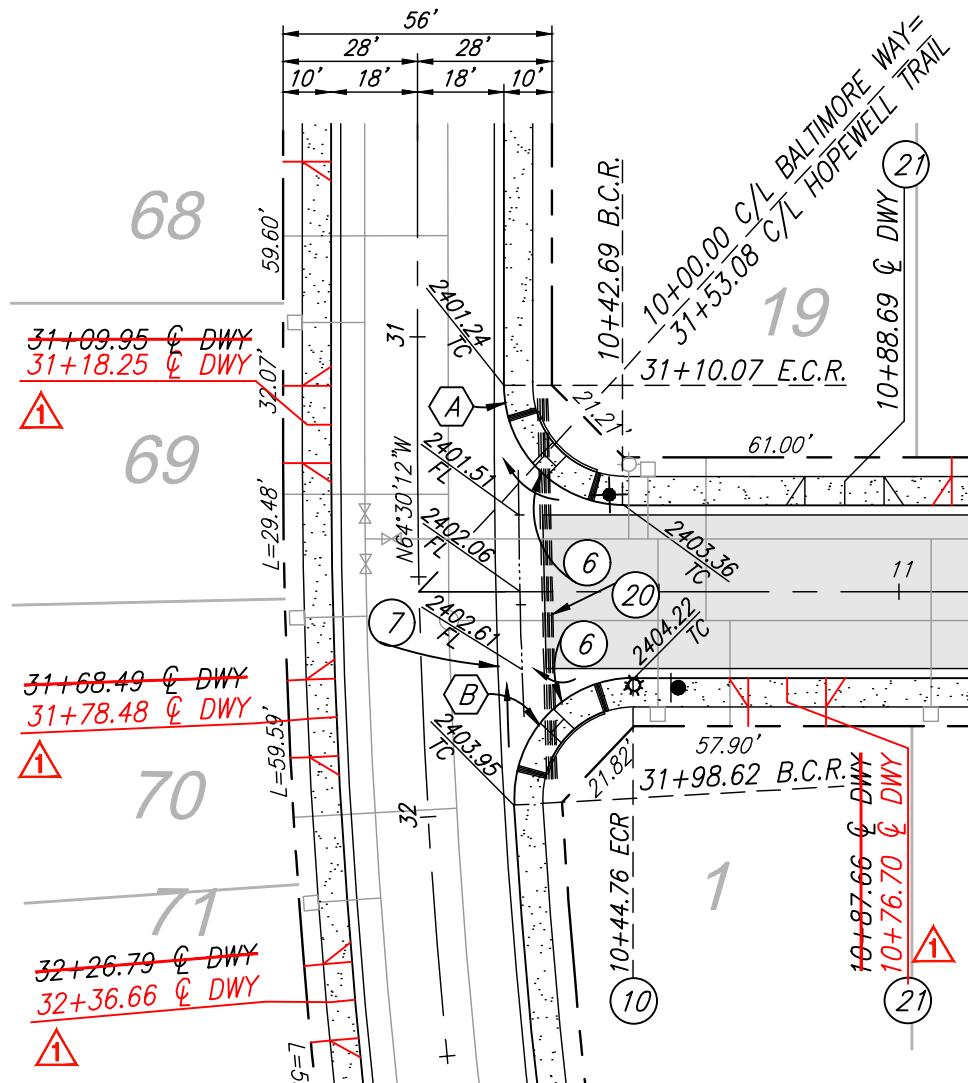 56'
28'
28'
10'
18'
18'
10'
10+00.00 C/L BALTIMORE WAY=
31+53.08 C/L HOPEWELL TRAIL
21
68
59.60'
10+42.69 B.C.R.
10+88.69 ℄ DWY
19
2401.24
TC
31
31+09.95 ℄ DWY
31+18.25 ℄ DWY
1
32.07'
31+10.07 E.C.R.
A
21.21'
61.00'
69
2401.51
FL
N64°30'12"W
L=29.48'
2402.06
FL
2403.36
TC
6
20
11
2402.61
FL
7
6
2404.22
TC
31+68.49 ℄ DWY
31+78.48 ℄ DWY
1
B
2403.95
TC
L=59.59'
57.90'
21.82'
31+98.62 B.C.R.
70
32
10+44.76 ECR
1
10+87.66 ℄ DWY
10+76.70 ℄ DWY
1
71
32+26.79 ℄ DWY
32+36.66 ℄ DWY
1
10
21
L=5